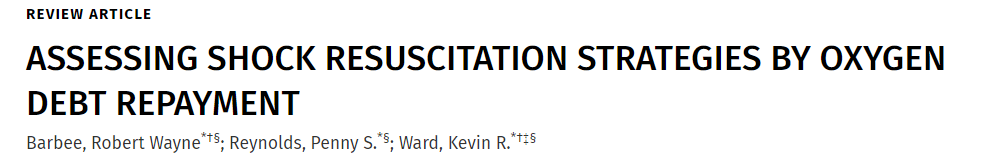 REVIEW ARTICLE
ASSESSING SHOCK RESUSCITATION STRATEGIES BY OXYGEN
DEBT REPAYMENT
Barbee, Robert Wayne*†§; Reynolds, Penny S.*§; Ward, Kevin R.*†‡§